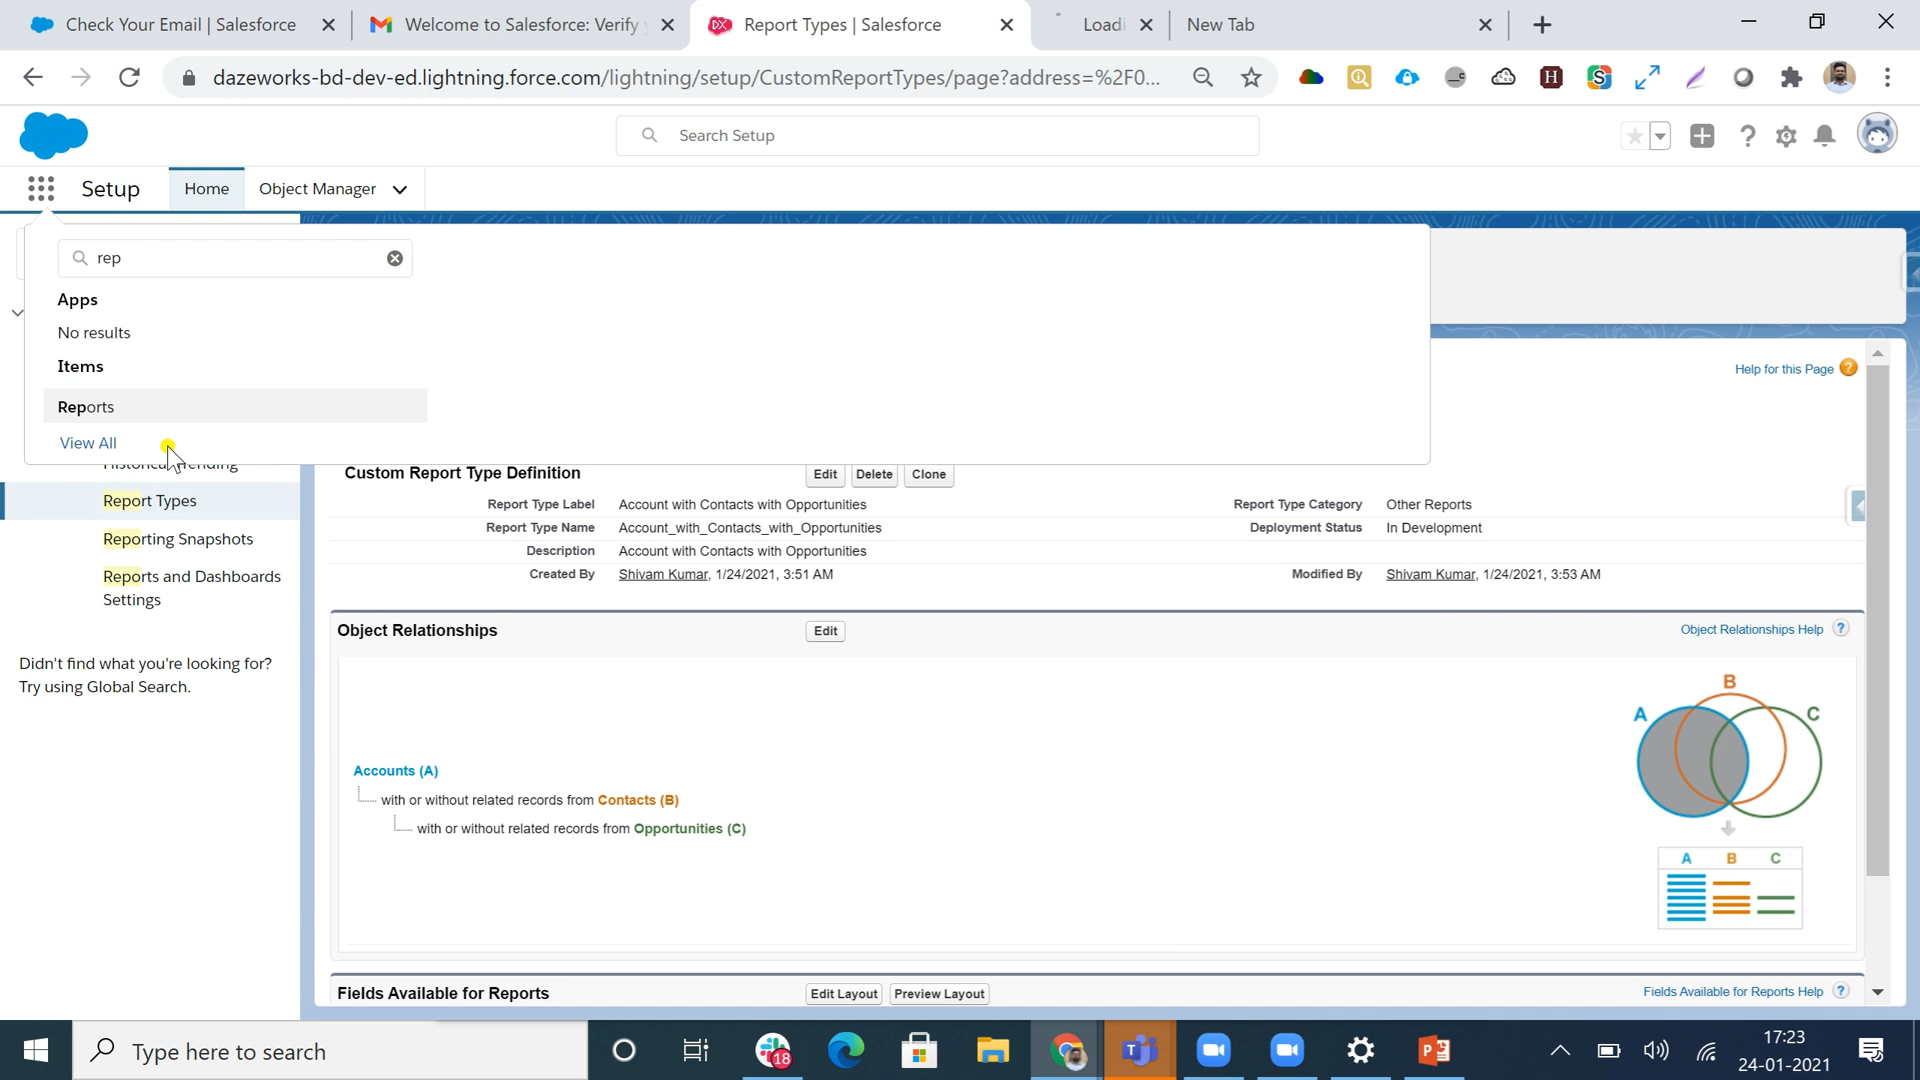 Check Your Email | Salesforce
Welcome to Salesforce: Verify
Report Types | Salesforce
Loadi
New Tab
dazeworks-bd-dev-ed.lightning.force.com/lightning/setup/CustomReportTypes/page?address=%2F0...
Search Setup
Setup
Home
Object Manager
rep
Apps
No results
Items
Reports
View All
Historical Trending
Report Types
Reporting Snapshots
Reports and Dashboards
Settings
Didn't find what you're looking for?
Try using Global Search.
Help for this Page
Custom Report Type Definition
Edit Delete Clone
Report Type Label Account with Contacts with Opportunities Report Type Category Other Reports
Report Type Name Account_with_Contacts_with_Opportunities Deployment Status In Development
Description Account with Contacts with Opportunities
Created By Shivam Kumar, 1/24/2021, 3:51 AM Modified By Shivam Kumar, 1/24/2021, 3:53 AM
Object Relationships
Edit
Object Relationships Help ?
Accounts (A)
with or without related records from Contacts (B)
with or without related records from Opportunities (C)
B
A
C
A B C
Fields Available for Reports
Edit Layout Preview Layout
Fields Available for Reports Help ?
Type here to search
18
17:23
24-01-2021